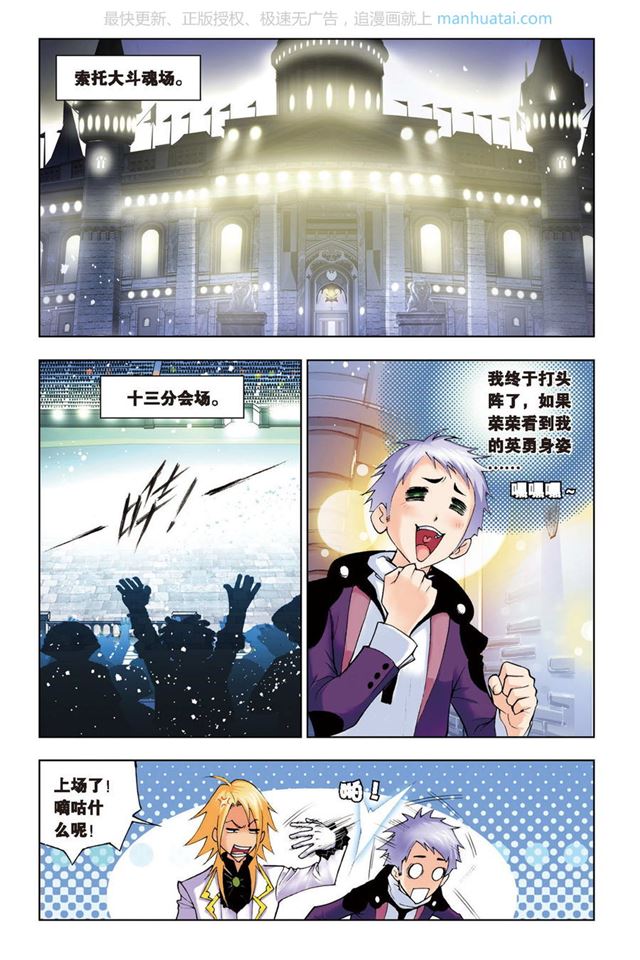 最快更新、正版授权、极速无广告，追漫画就上 manhuatai.com
索托大斗魂场。
十三分会场。
—哗！—
我终于打头
阵了，如果
荣荣看到我
的英勇身姿
……
嘿嘿嘿~
上场了！
嘀咕什
么呢！
啪！